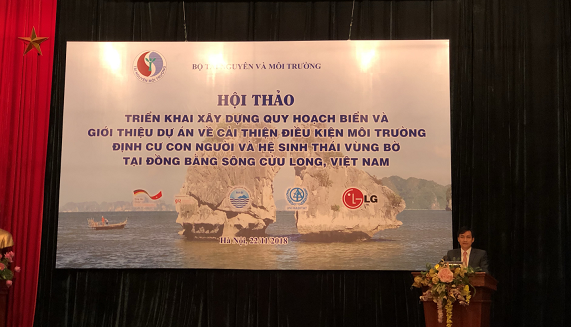 BỘ TÀI NGUYÊN VÀ MÔI TRƯỜNG
HỘI THẢO
TRIỂN KHAI XÂY DỰNG QUY HOẠCH BIỂN VÀ
GIỚI THIỆU DỰ ÁN VỀ CẢI THIỆN ĐIỀU KIỆN MÔI TRƯỜNG
ĐỊNH CƯ CON NGƯỜI VÀ HỆ SINH THÁI VÙNG BỜ
TẠI ĐỒNG BẰNG SÔNG CỬU LONG, VIỆT NAM
LG
Hà Nội, 22/11/2018